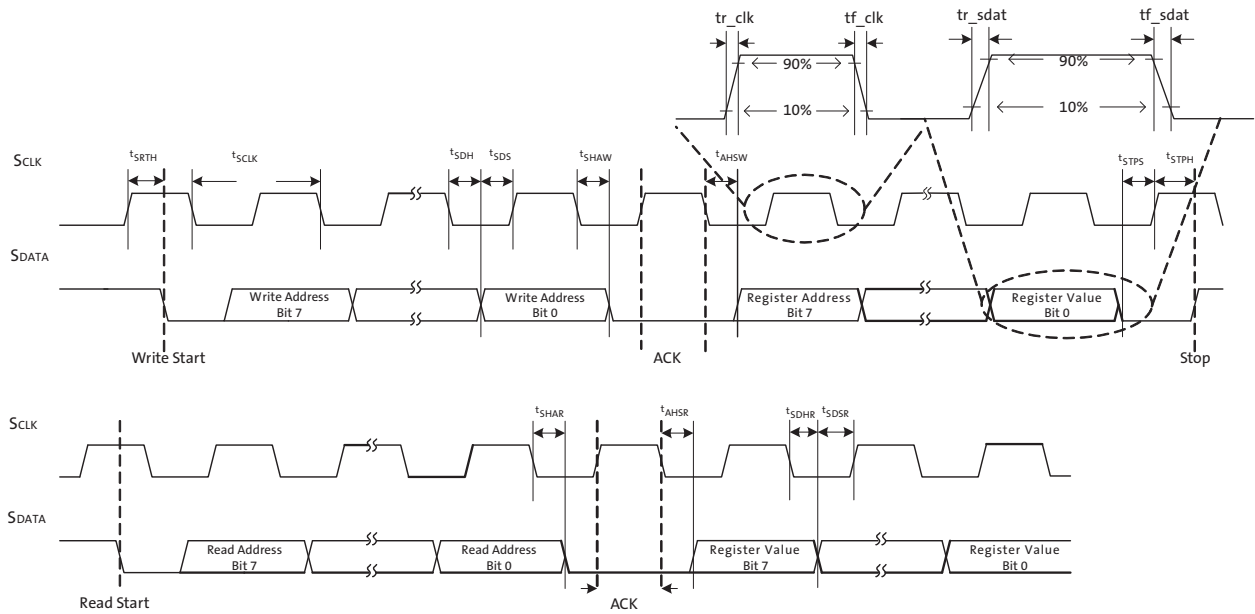 tr_clk tf_clk tr_sdat tf_sdat
90% 90%
10% 10%
SCLK tSRTH tSCLK tSDH tSDS tSHAW tAHSW tSTPS tSTPH
SDATA
Write Address
Bit 7
Write Address
Bit 0
Register Address
Bit 7
Register Value
Bit 0
Write Start ACK Stop
SCLK tSHAR tAHSR tSDHR tSDSR
SDATA
Read Address
Bit 7
Read Address
Bit 0
Register Value
Bit 7
Register Value
Bit 0
Read Start ACK